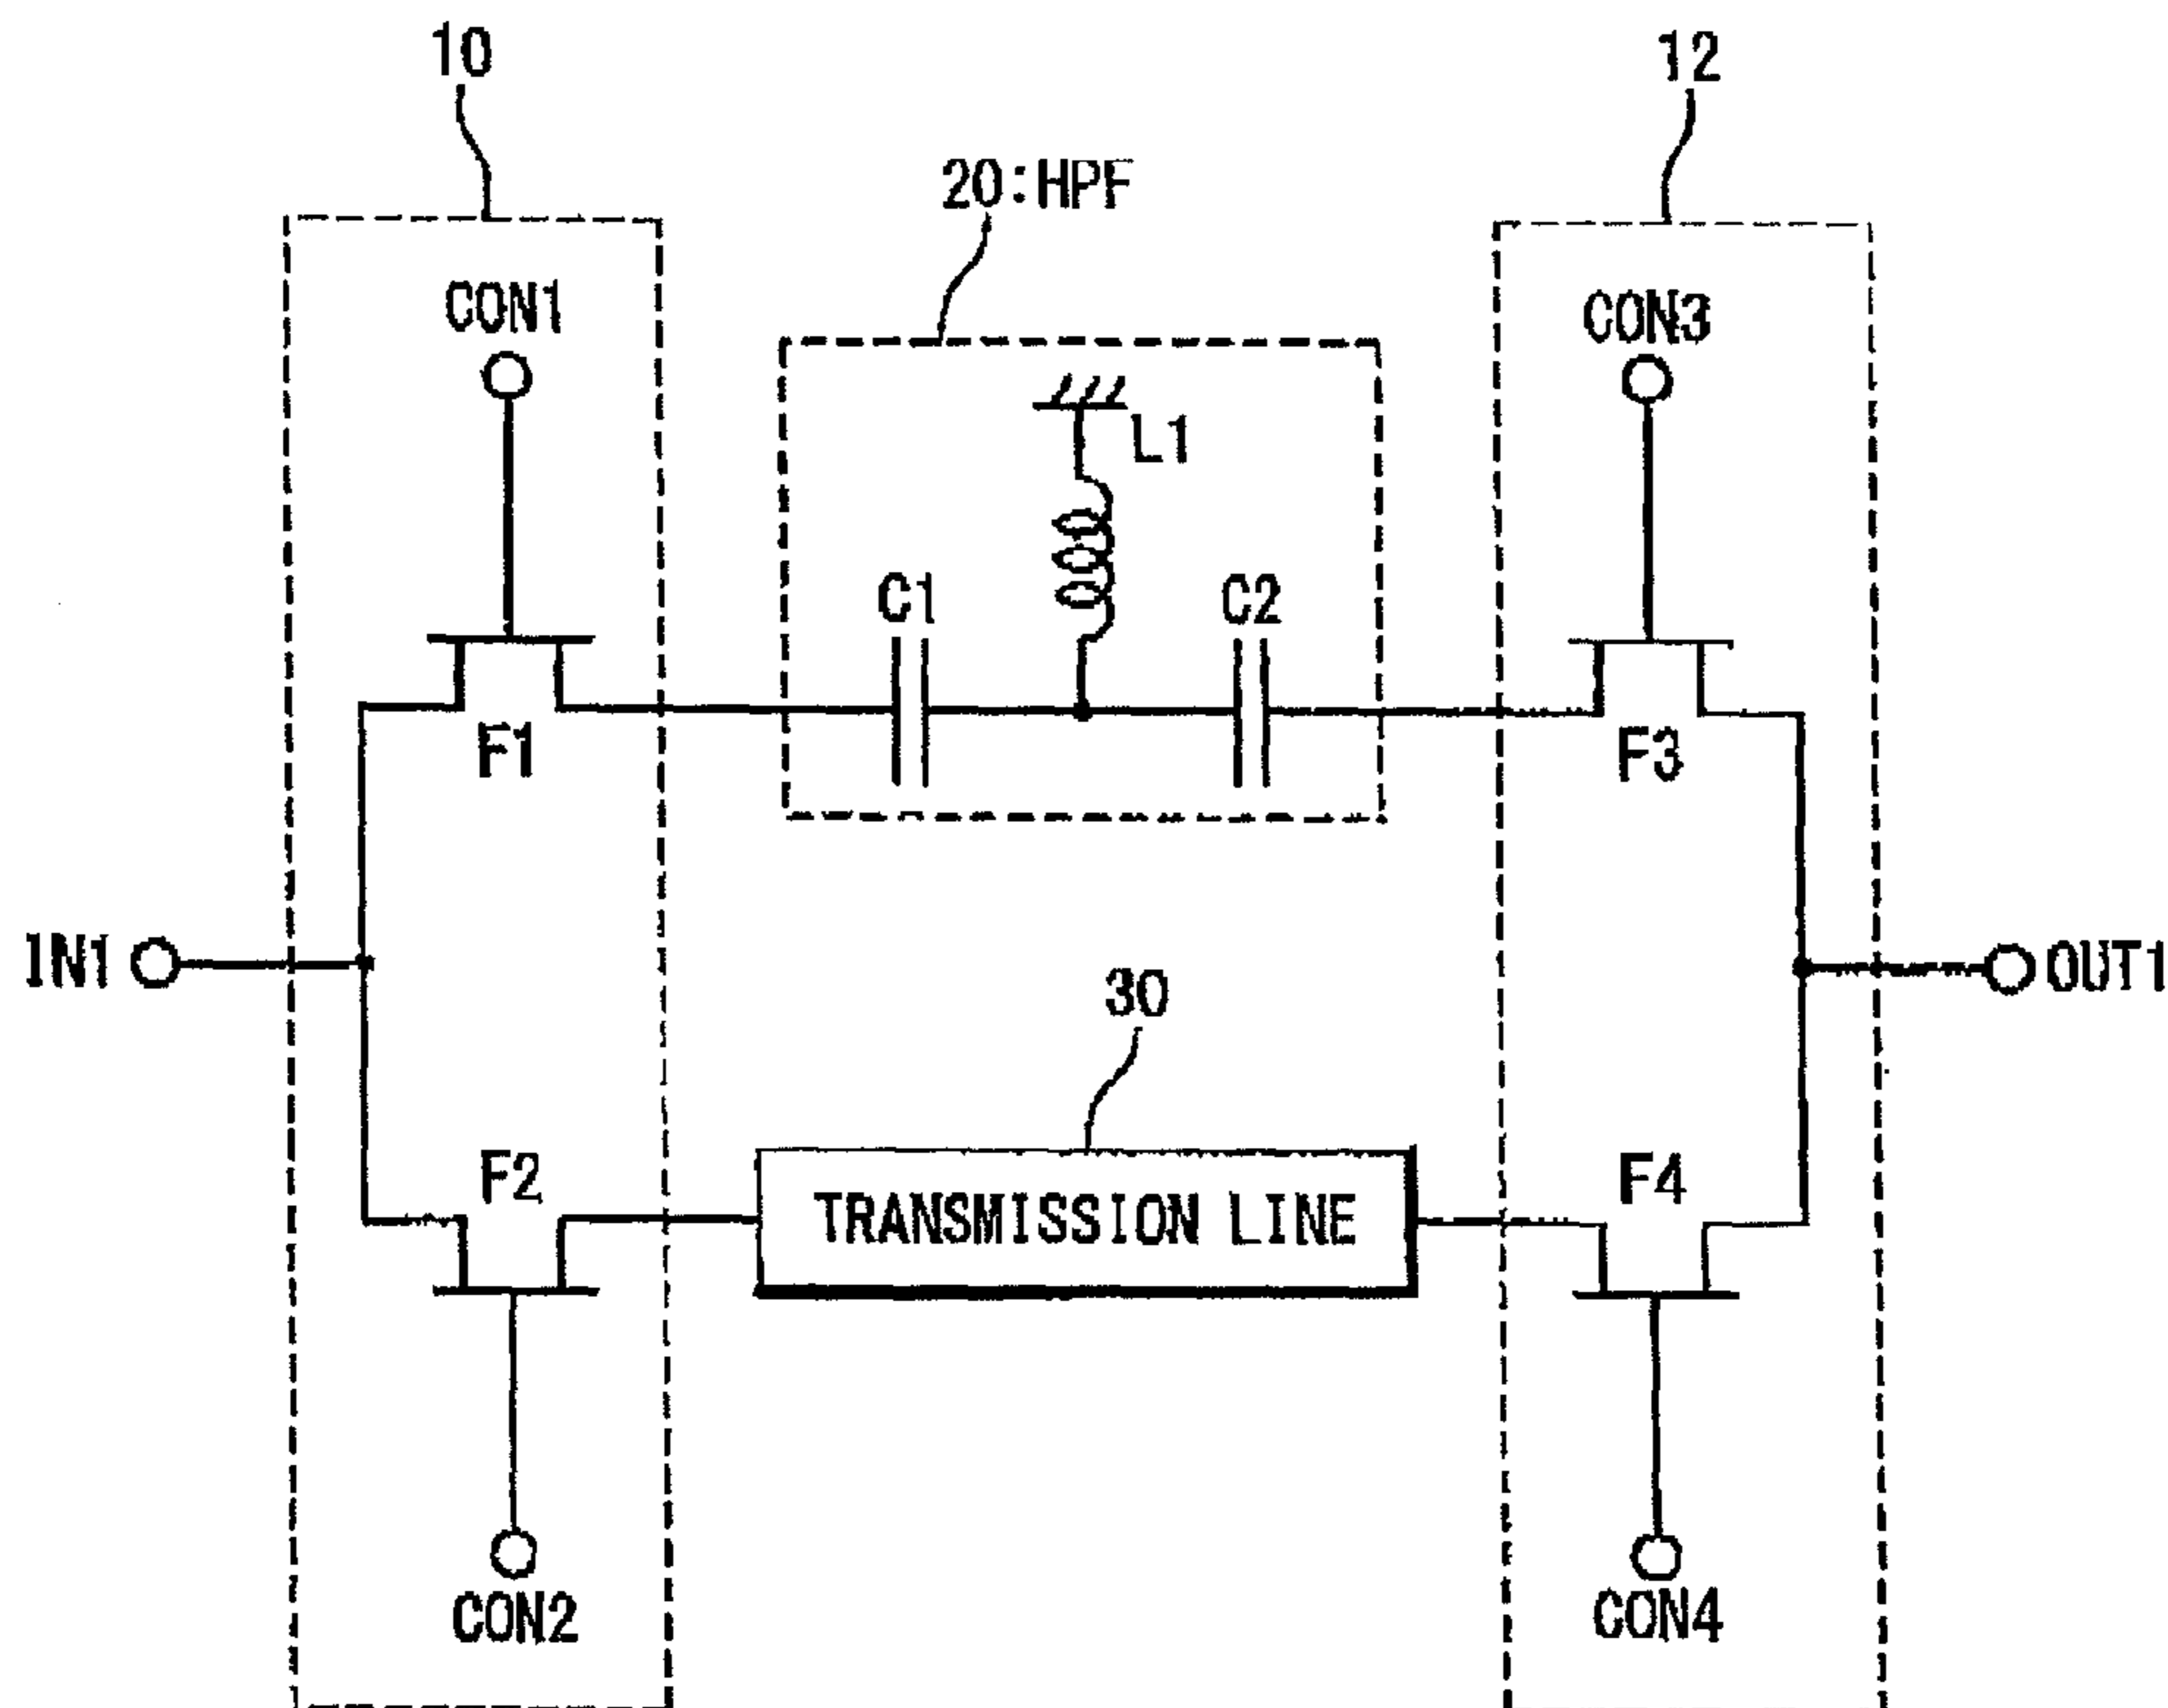 10
12
20:HPF
CON1
CON3
L1
C1
C2
F1
F3
IN1
OUT1
30
F2
F4
TRANSMISSION LINE
CON2
CON4